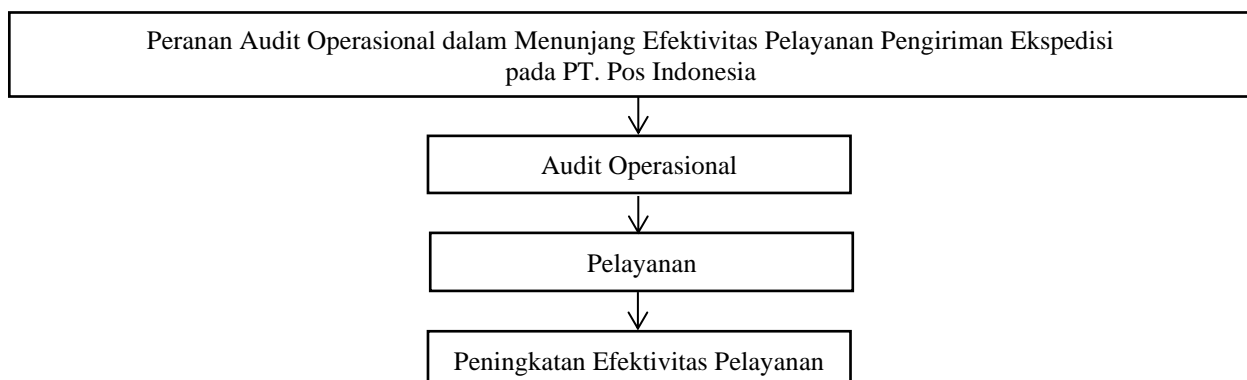 Peranan Audit Operasional dalam Menunjang Efektivitas Pelayanan Pengiriman Ekspedisi
pada PT. Pos Indonesia
Audit Operasional
Pelayanan
Peningkatan Efektivitas Pelayanan